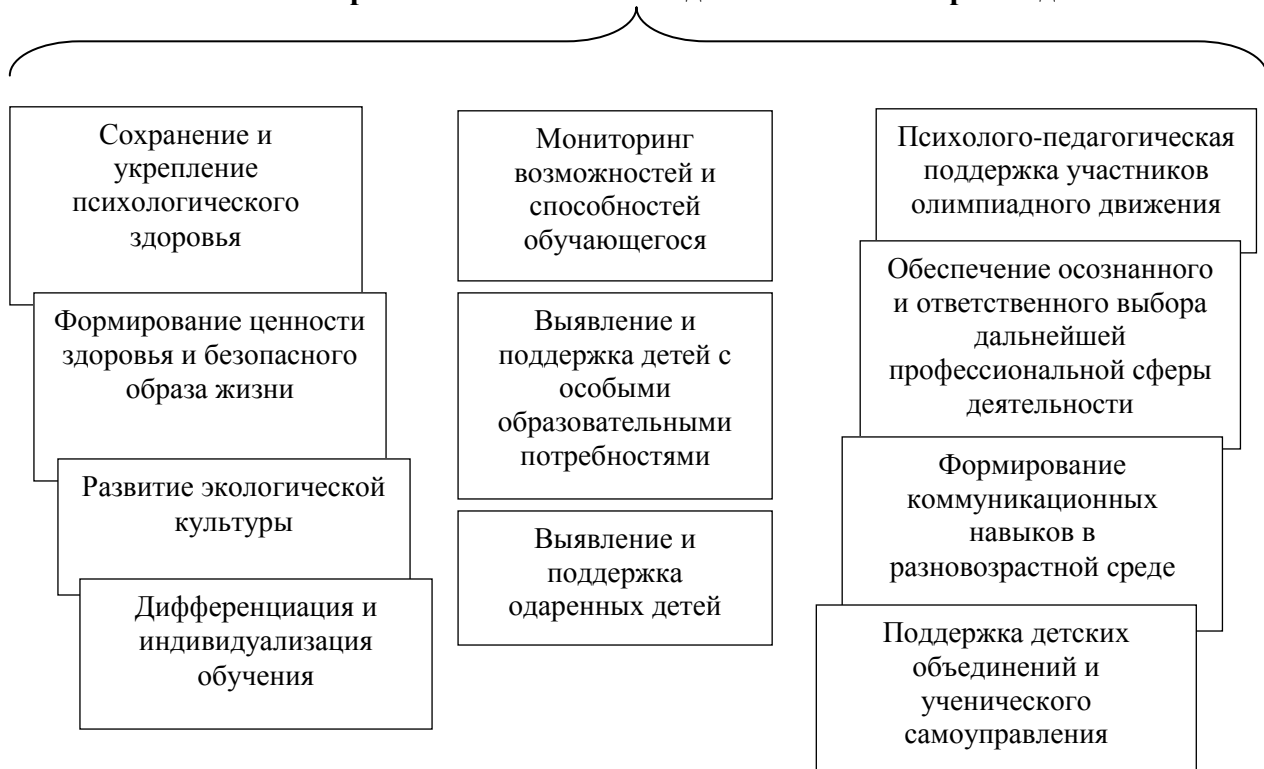 Сохранение и
укрепление
психологического
здоровья
Формирование ценности
здоровья и безопасного
образа жизни
Развитие экологической
культуры
Дифференциация и
индивидуализация
обучения
Мониторинг
возможностей и
способностей
обучающегося
Выявление и
поддержка детей с
особыми
образовательными
потребностями
Выявление и
поддержка
одаренных детей
Психолого-педагогическая
поддержка участников
олимпиадного движения
Обеспечение осознанного
и ответственного выбора
дальнейшей
профессиональной сферы
деятельности
Формирование
коммуникационных
навыков в
разновозрастной среде
Поддержка детских
объединений и
ученического
самоуправления